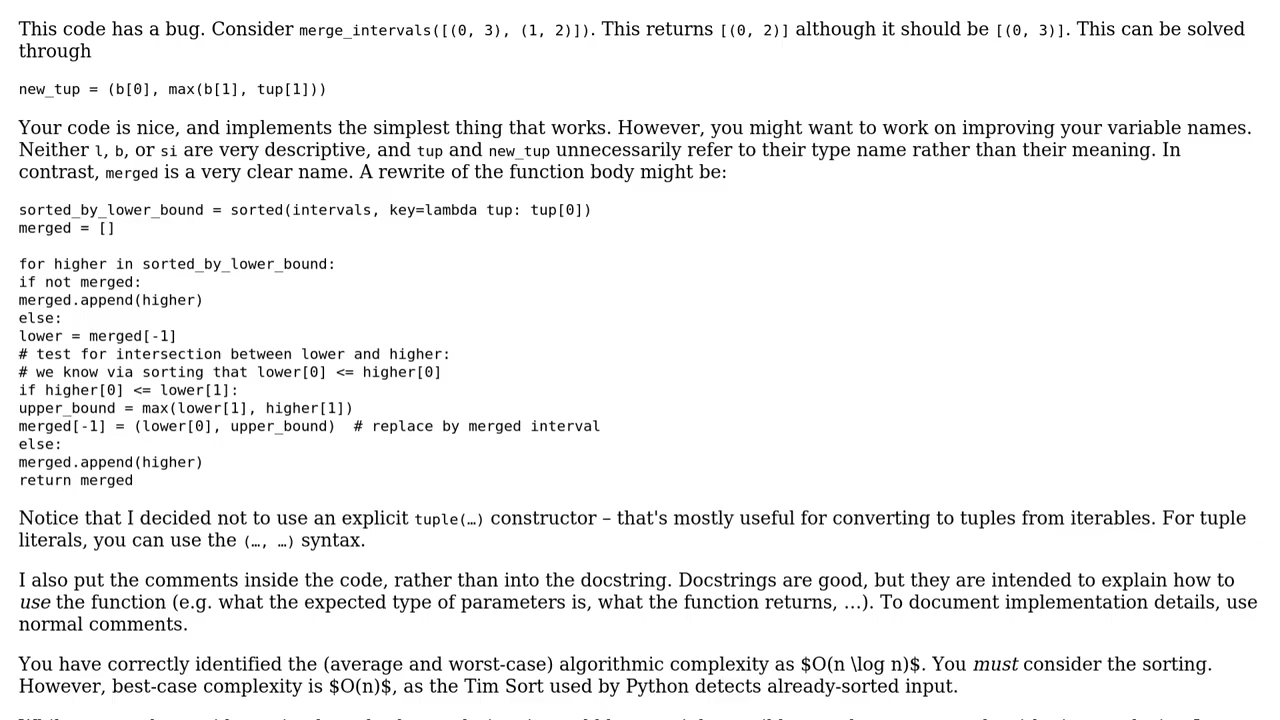 This code has a bug. Consider merge_intervals([(0, 3), (1, 2)]). This returns [(0, 2)] although it should be [(0, 3)]. This can be solved
through
new_tup = (b[0], max(b[1], tup[1]))
Your code is nice, and implements the simplest thing that works. However, you might want to work on improving your variable names.
Neither l, b, or si are very descriptive, and tup and new_tup unnecessarily refer to their type name rather than their meaning. In
contrast, merged is a very clear name. A rewrite of the function body might be:
sorted_by_lower_bound = sorted(intervals, key=lambda tup: tup[0])
merged = []
for higher in sorted_by_lower_bound:
if not merged:
merged.append(higher)
else:
lower = merged[-1]
# test for intersection between lower and higher:
# we know via sorting that lower[0] <= higher[0]
if higher[0] <= lower[1]:
upper_bound = max(lower[1], higher[1])
merged[-1] = (lower[0], upper_bound)  # replace by merged interval
else:
merged.append(higher)
return merged
Notice that I decided not to use an explicit tuple(…) constructor – that's mostly useful for converting to tuples from iterables. For tuple
literals, you can use the (…, …) syntax.
I also put the comments inside the code, rather than into the docstring. Docstrings are good, but they are intended to explain how to
use the function (e.g. what the expected type of parameters is, what the function returns, …). To document implementation details, use
normal comments.
You have correctly identified the (average and worst-case) algorithmic complexity as $O(n \log n)$. You must consider the sorting.
However, best-case complexity is $O(n)$, as the Tim Sort used by Python detects already-sorted input.